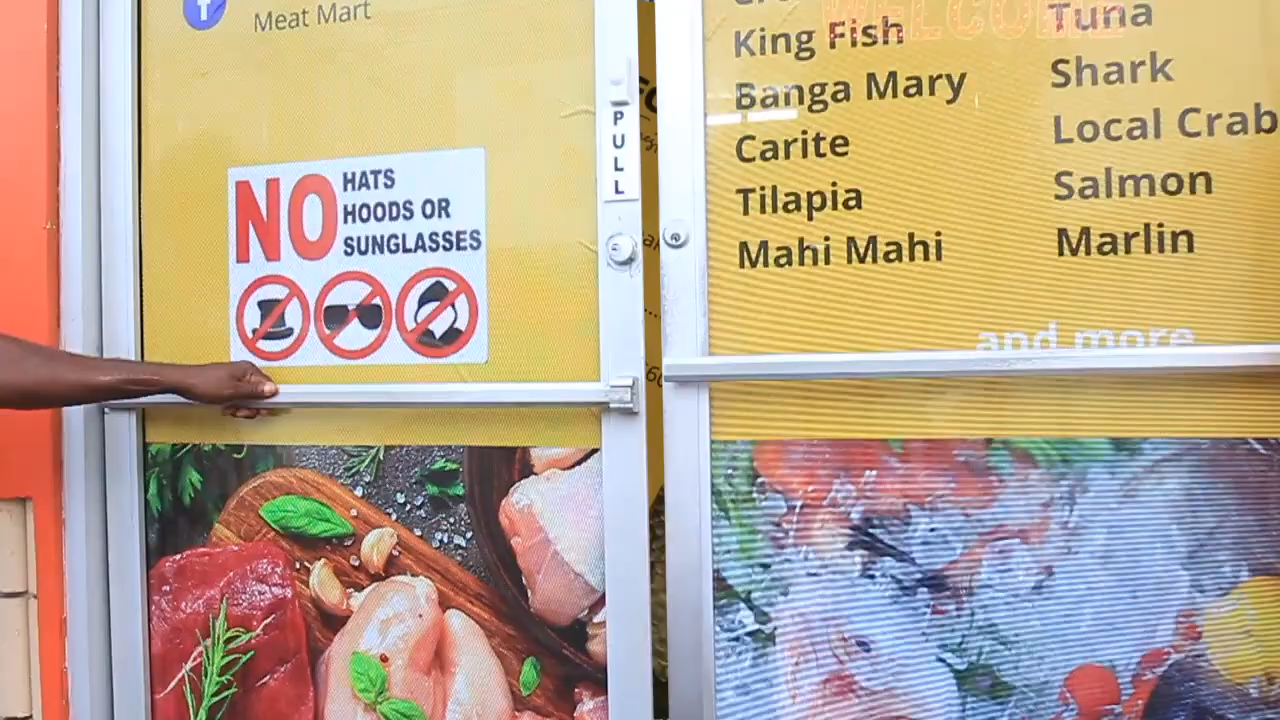 Meat Mart
NO HATS
HOODS OR
SUNGLASSES
PULL
WELCOME
King Fish
Banga Mary
Carite
Tilapia
Mahi Mahi
Tuna
Shark
Local Crab
Salmon
Marlin
and more